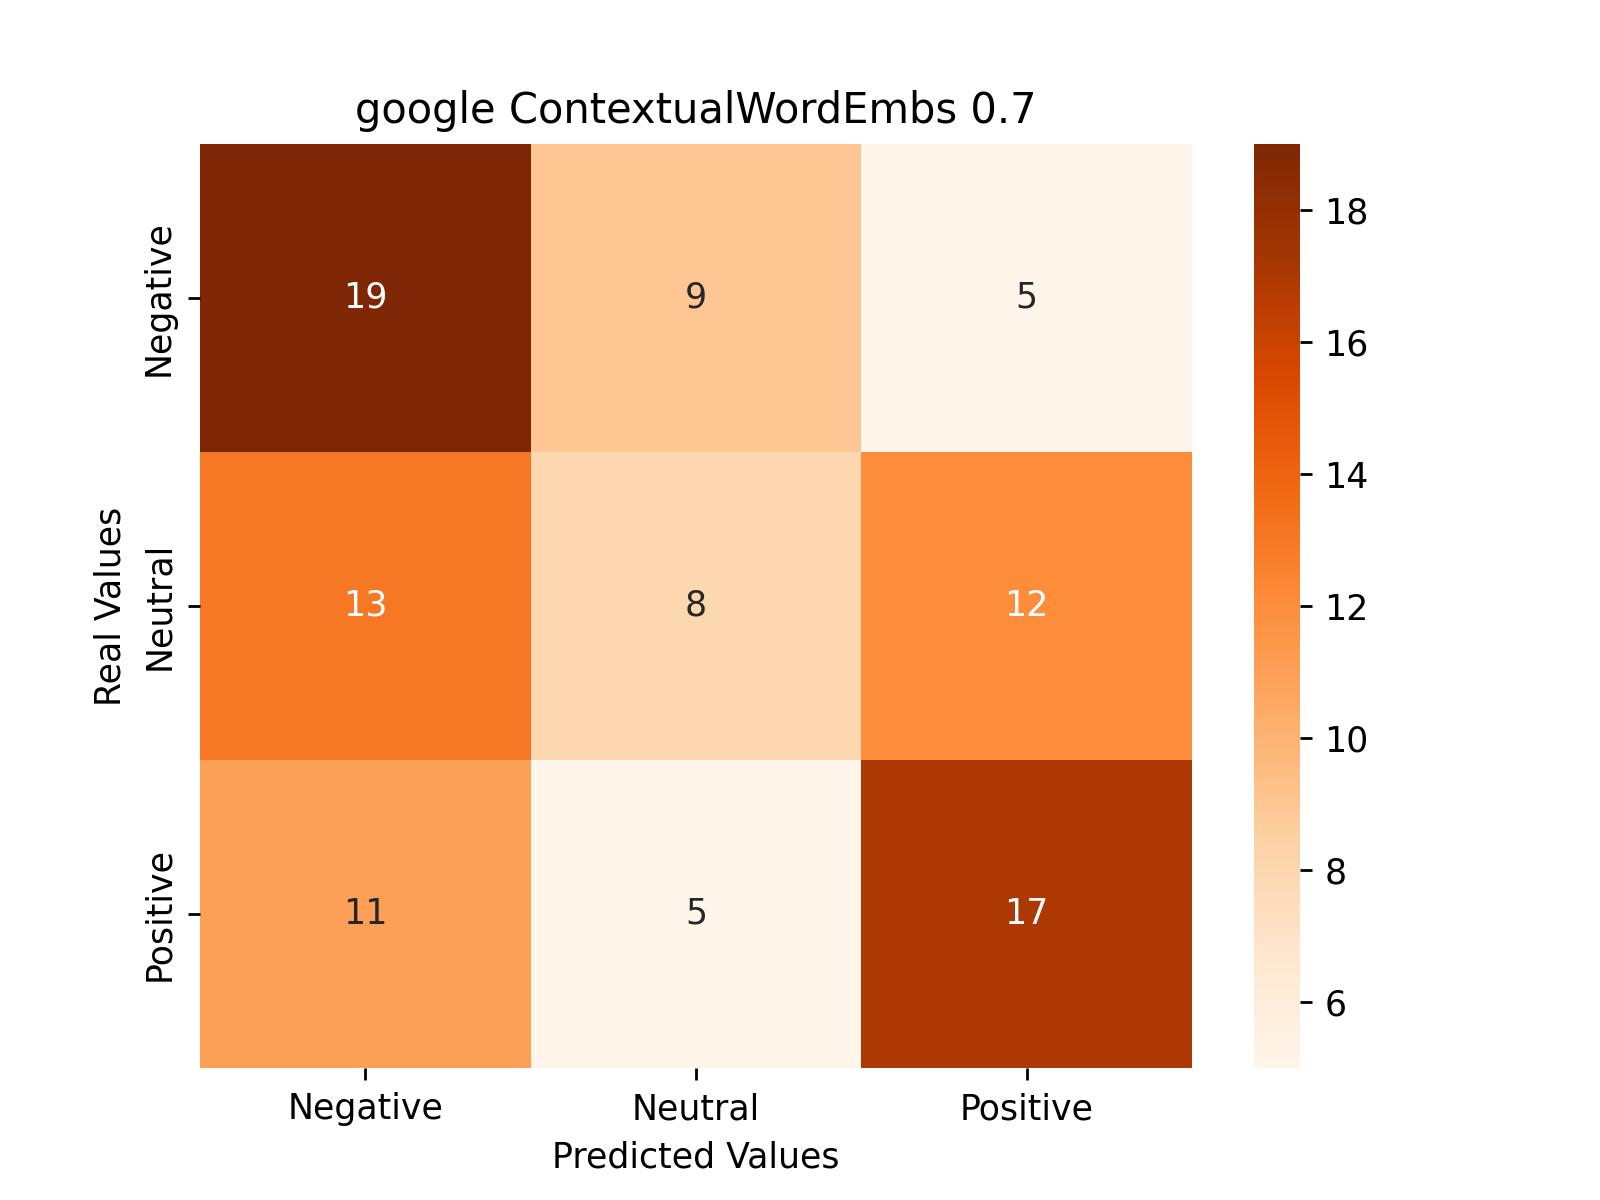 google ContextualWordEmbs 0.7
Real Values
Negative
19 9 5
Neutral
13 8 12
Positive
11 5 17
Negative Neutral Positive
Predicted Values
18
16
14
12
10
8
6